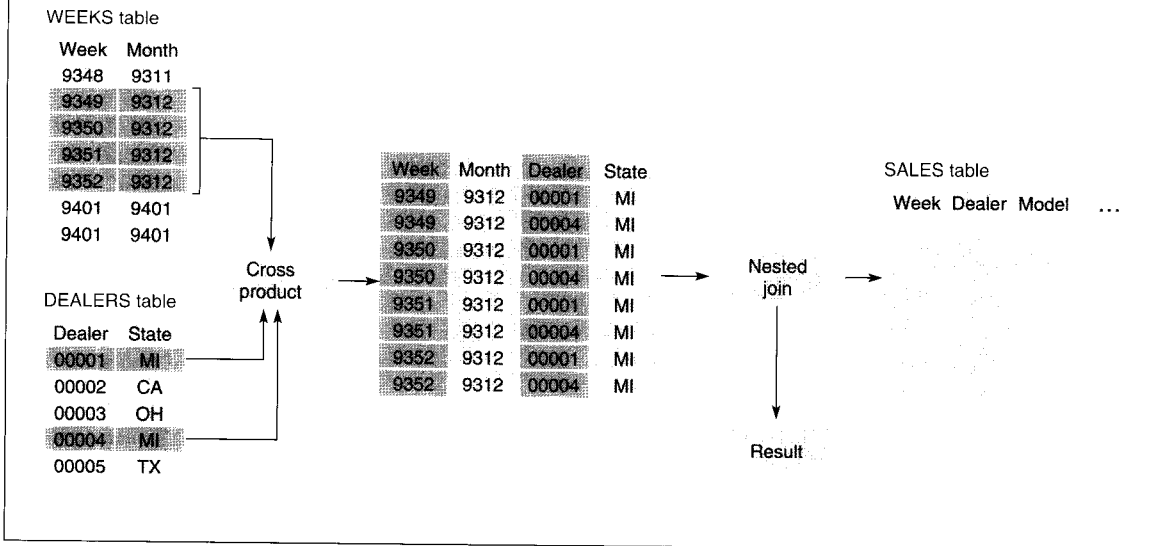 WEEKS table
Week Month
9348 9311
9349 9312
9350 9312
9351 9312
9352 9312
9401 9401
9401 9401
DEALERS table
Dealer State
00001 MI
00002 CA
00003 OH
00004 MI
00005 TX
Cross
product
Week Month Dealer State
9349 9312 00001 MI
9349 9312 00004 MI
9350 9312 00001 MI
9350 9312 00004 MI
9351 9312 00001 MI
9351 9312 00004 MI
9352 9312 00001 MI
9352 9312 00004 MI
Nested
join
Result
SALES table
Week Dealer Model ...